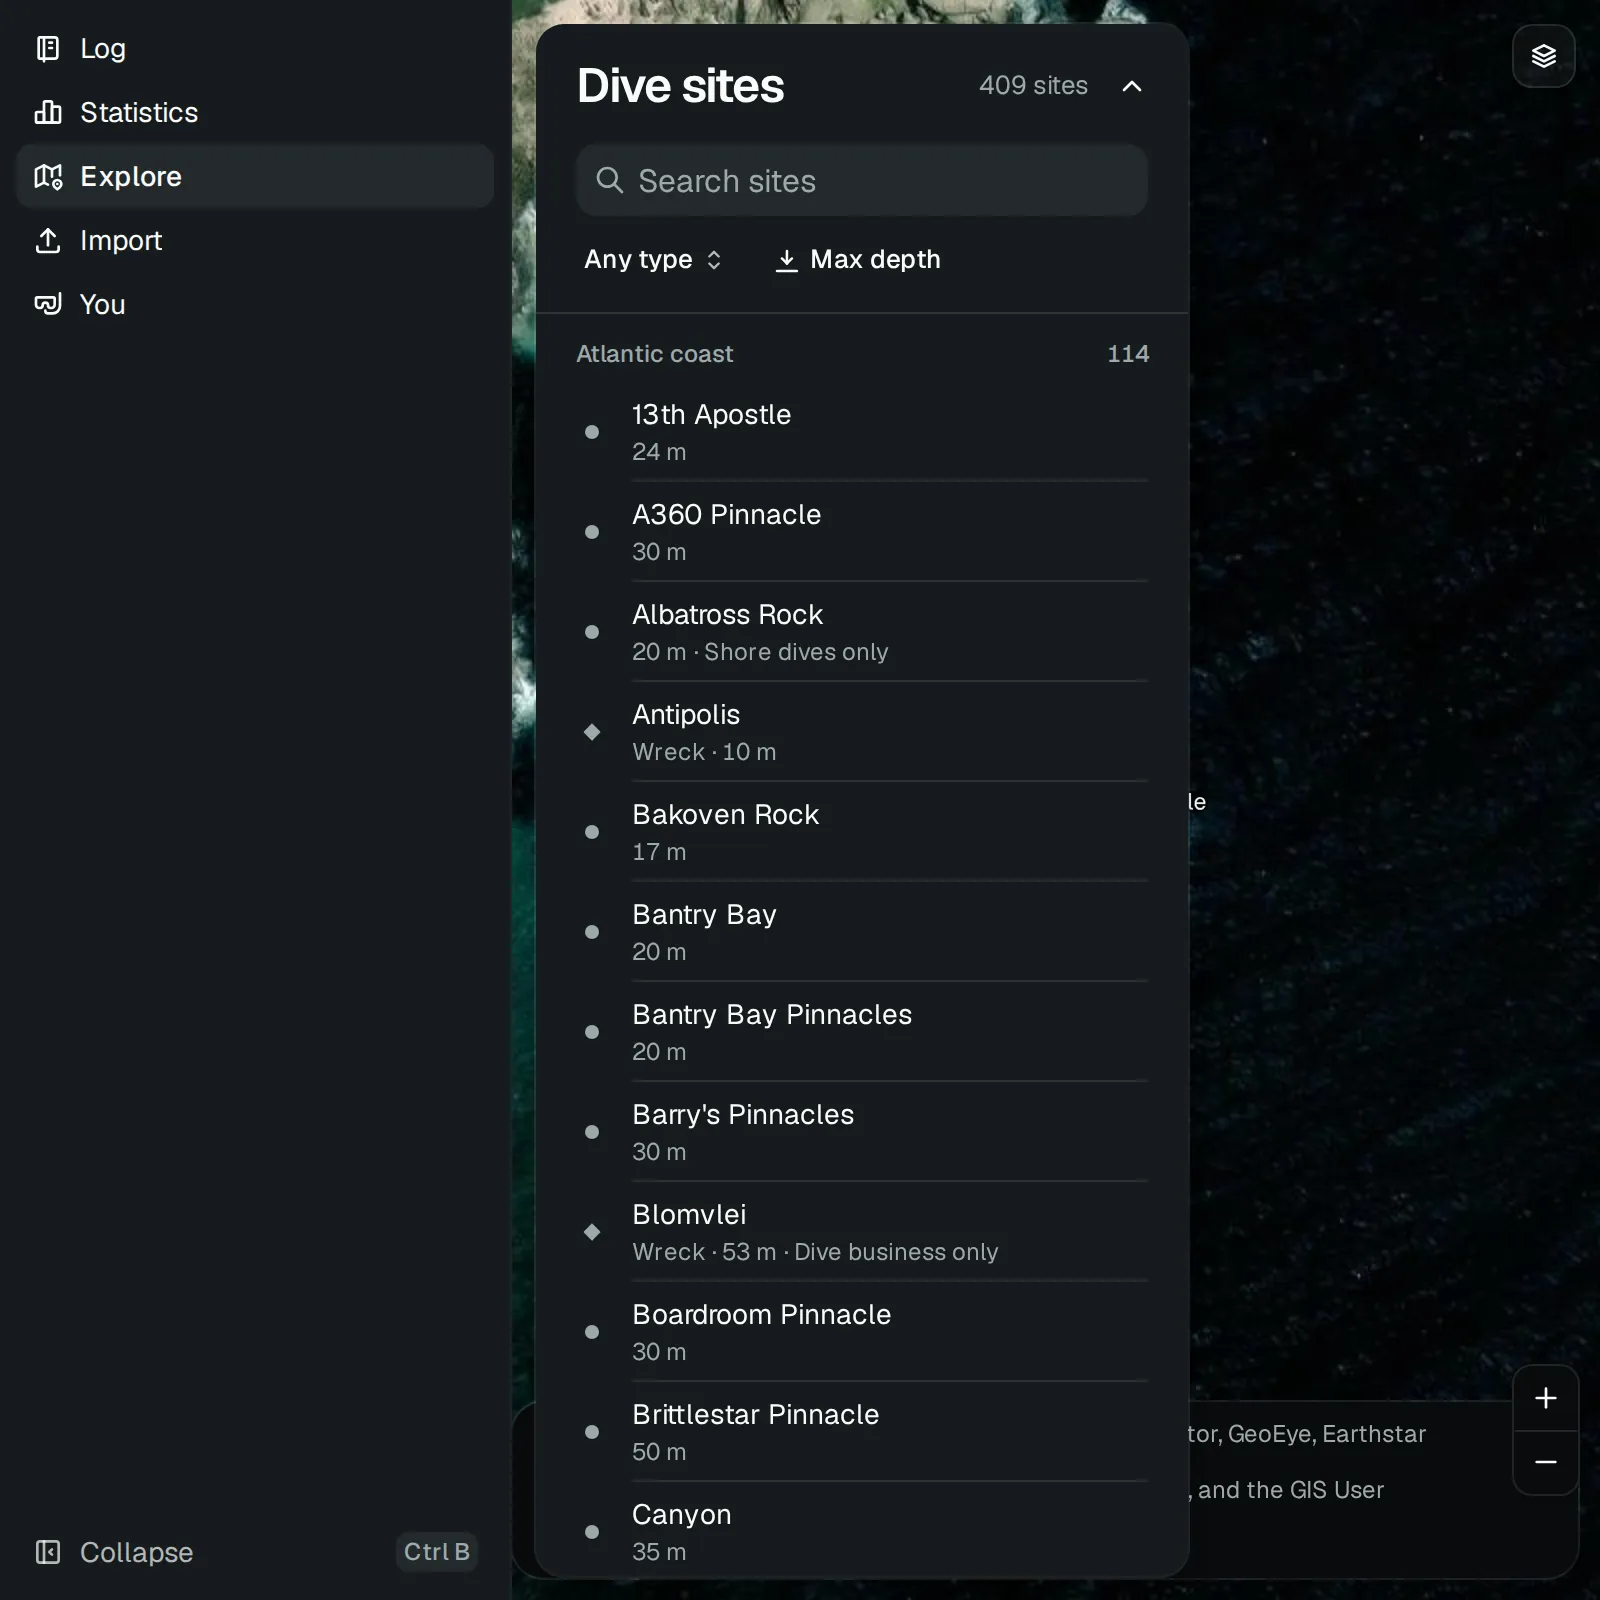 Log
Statistics
Explore
Import
You
Collapse
Ctrl B
Dive sites
409 sites
Search sites
Any type
Max depth
Atlantic coast
114
13th Apostle
24 m
A360 Pinnacle
30 m
Albatross Rock
20 m · Shore dives only
Antipolis
Wreck · 10 m
Bakoven Rock
17 m
Bantry Bay
20 m
Bantry Bay Pinnacles
20 m
Barry's Pinnacles
30 m
Blomvlei
Wreck · 53 m · Dive business only
Boardroom Pinnacle
30 m
Brittlestar Pinnacle
50 m
Canyon
35 m
le
tor, GeoEye, Earthstar
, and the GIS User